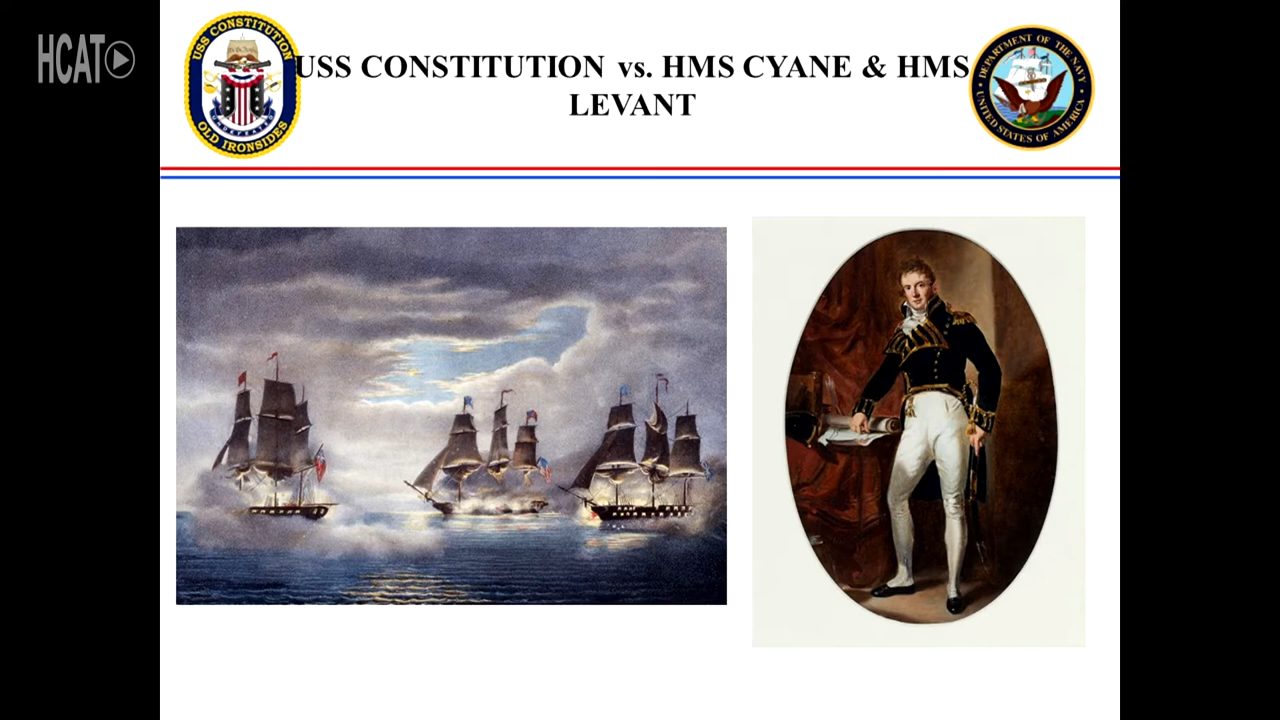 HCAT
USS CONSTITUTION vs. HMS CYANE & HMS
LEVANT
USS CONSTITUTION
UNDEFEATED
OLD IRONSIDES
DEPARTMENT OF THE NAVY
UNITED STATES OF AMERICA